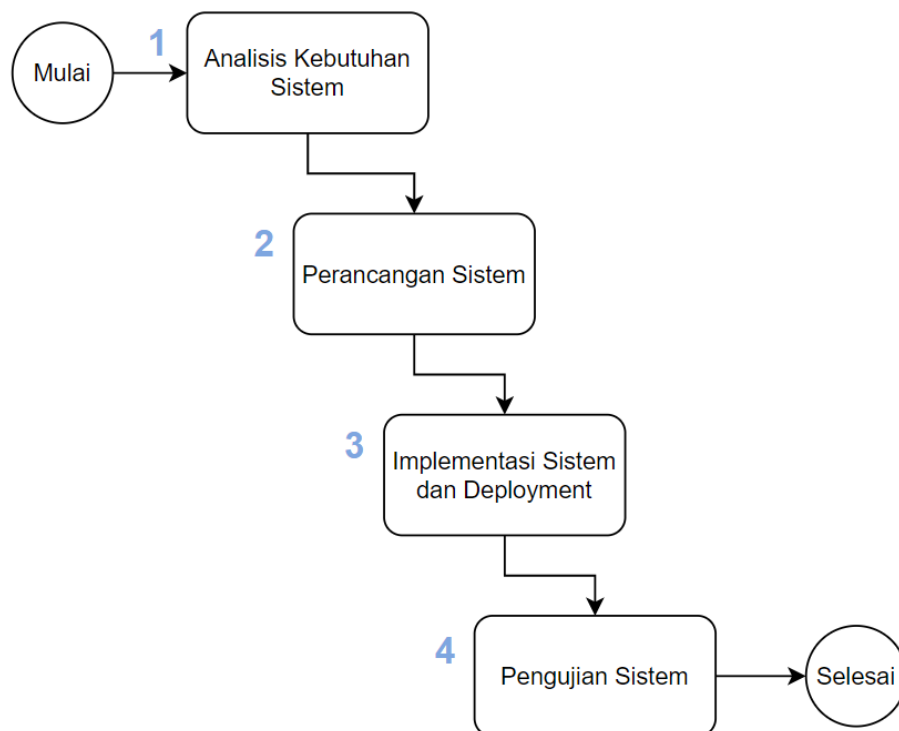 Mulai
1
Analisis Kebutuhan
Sistem
2
Perancangan Sistem
3
Implementasi Sistem
dan Deployment
4
Pengujian Sistem
Selesai